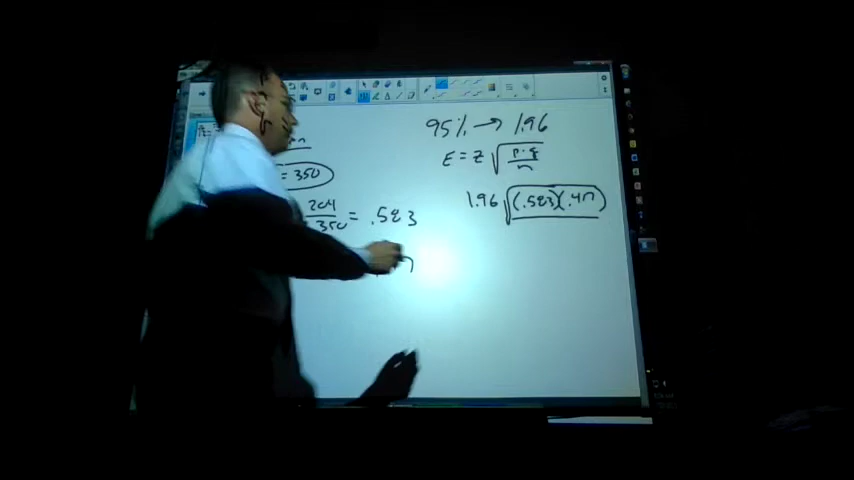 = 350
204
350 = .583
95% → 1.96
E = z √ p·q
n
1.96 √ (.583)(.417)